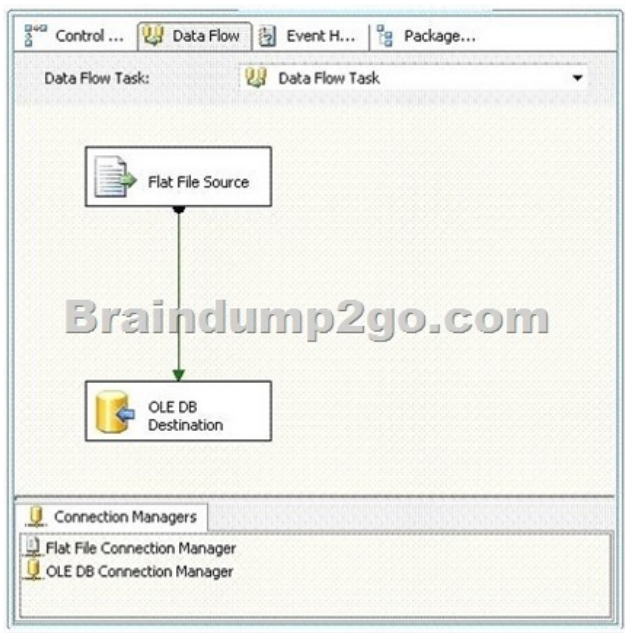 Control ... Data Flow Event H... Package...
Data Flow Task: Data Flow Task
Flat File Source
Braindump2go.com
OLE DB
Destination
Connection Managers
Flat File Connection Manager
OLE DB Connection Manager